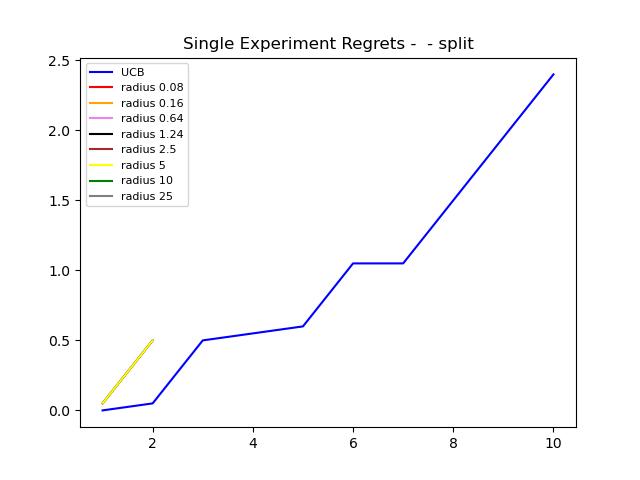 Single Experiment Regrets -  - split
2.5
2.0
1.5
1.0
0.5
0.0
UCB
radius 0.08
radius 0.16
radius 0.64
radius 1.24
radius 2.5
radius 5
radius 10
radius 25
2 4 6 8 10